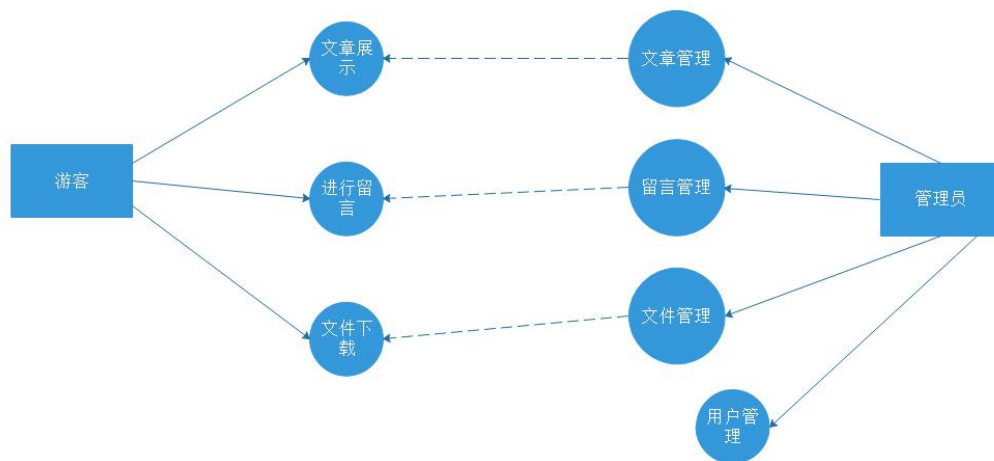 文章展
示
文章管理
游客
进行留
言
留言管理
管理员
文件下
载
文件管理
用户管
理